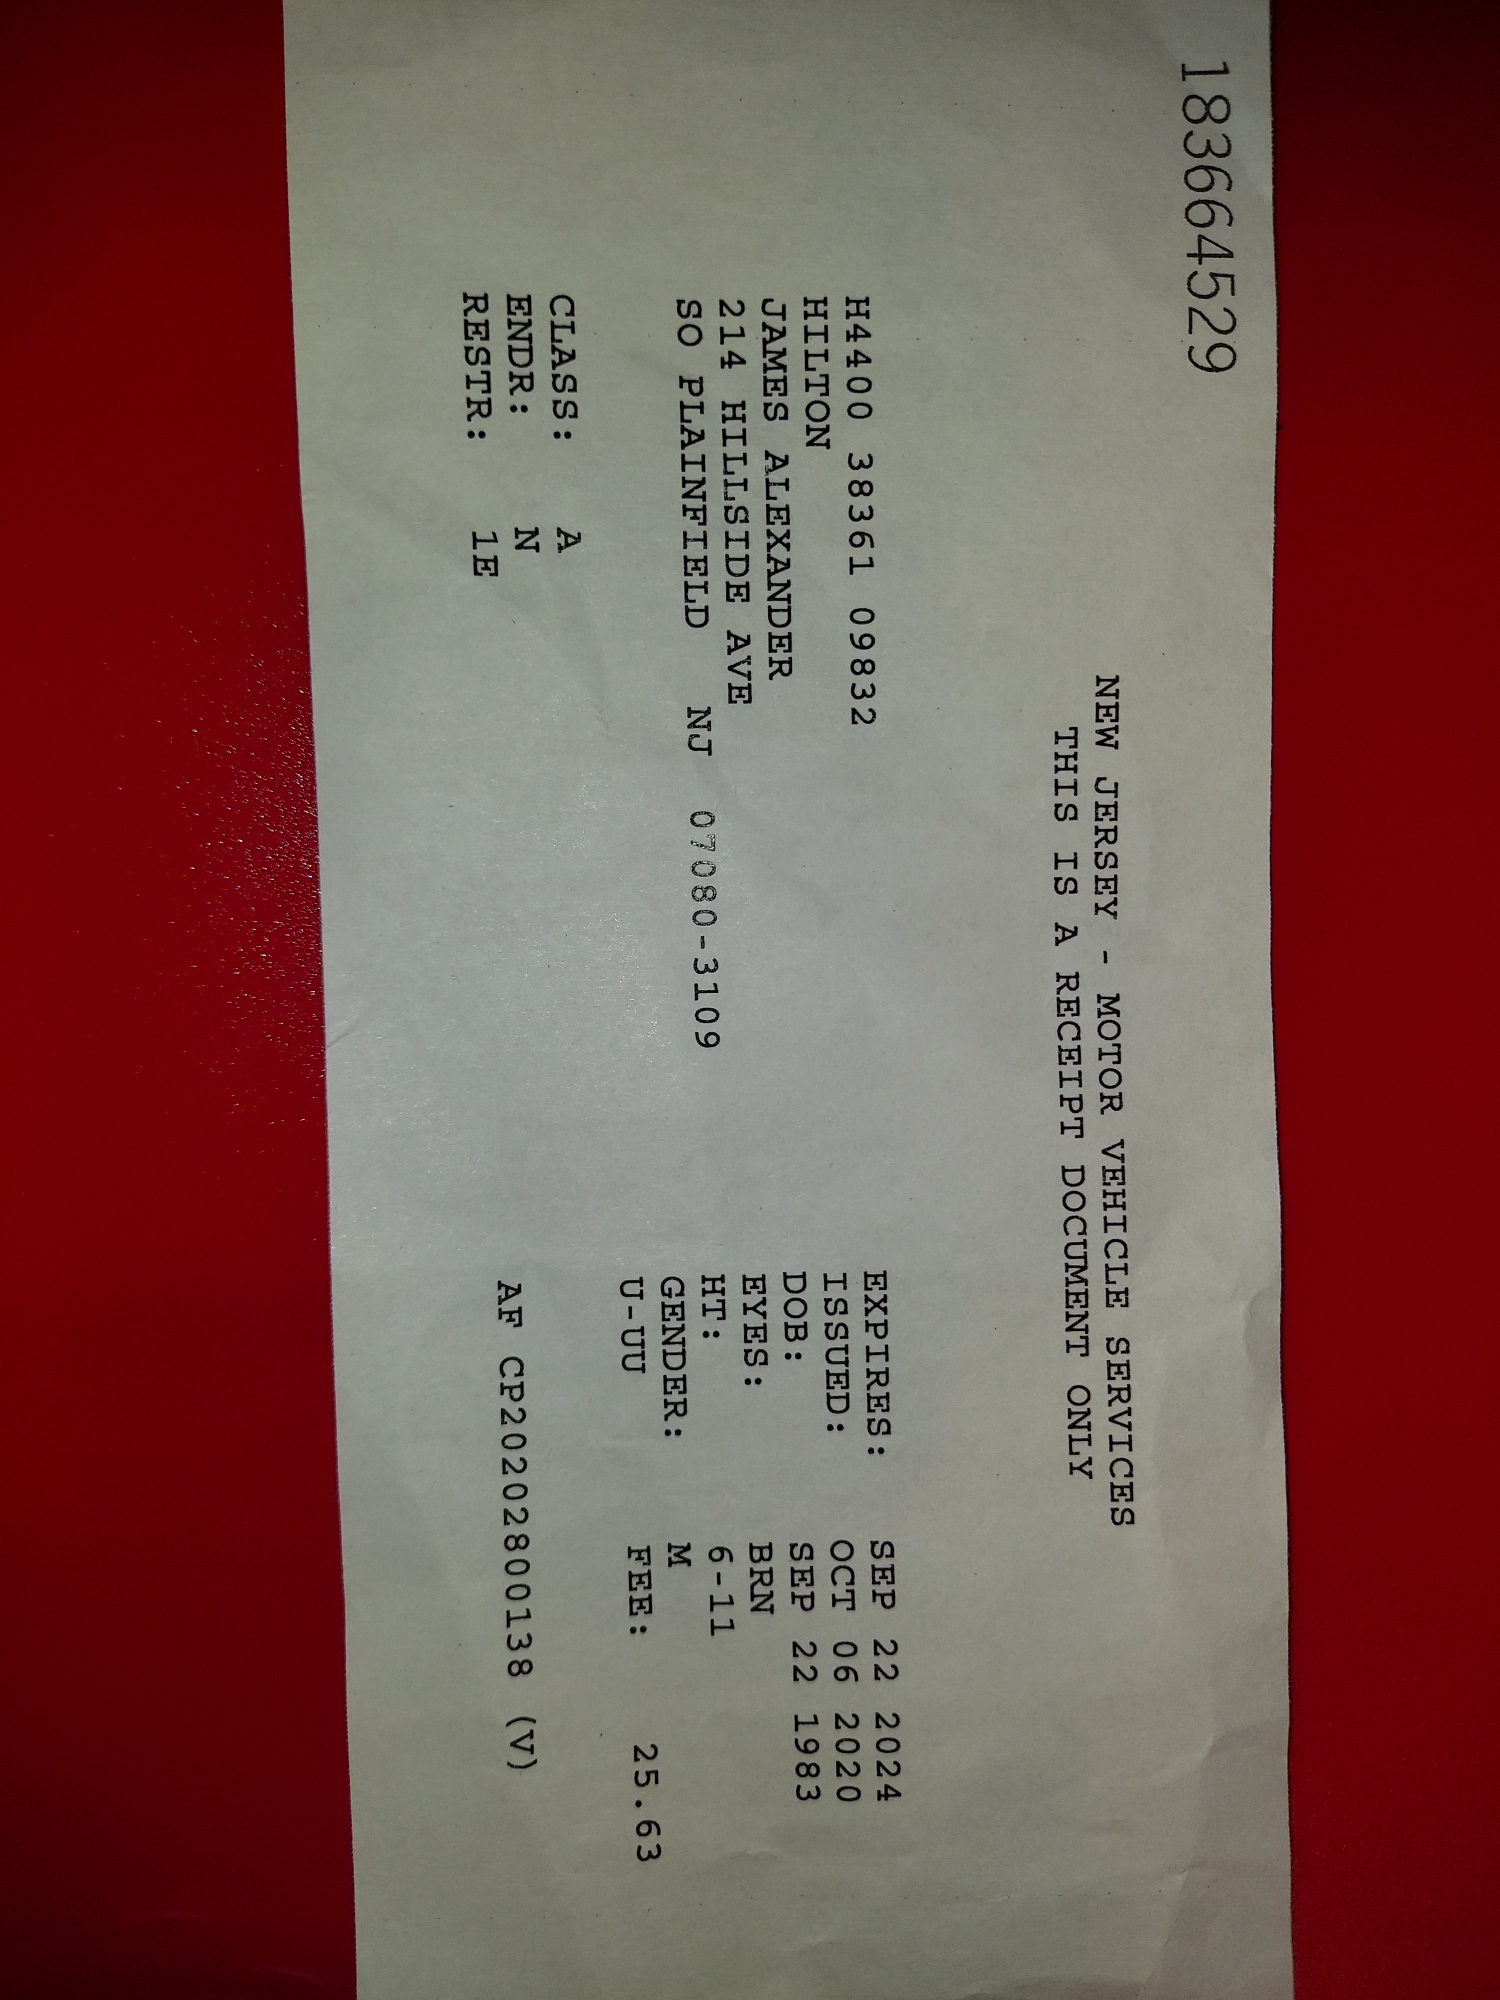 183664529
NEW JERSEY - MOTOR VEHICLE SERVICES
THIS IS A RECEIPT DOCUMENT ONLY
H4400 38361 09832 EXPIRES: SEP 22 2024
HILTON ISSUED: OCT 06 2020
JAMES ALEXANDER DOB: SEP 22 1983
214 HILLSIDE AVE EYES: BRN
SO PLAINFIELD NJ 07080-3109 HT: 6-11
GENDER: M
U-UU FEE: 25.63
CLASS: A
ENDR: N AF CP20202800138 (V)
RESTR: 1E